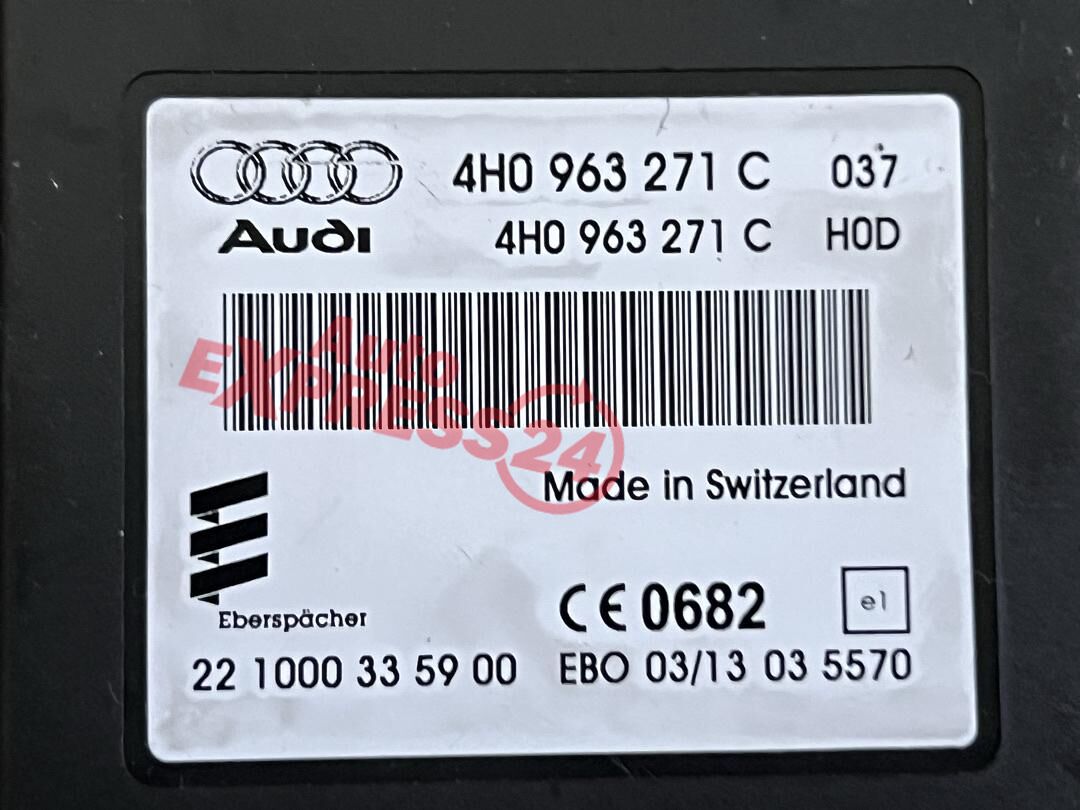 4H0 963 271 C 037
Audi 4H0 963 271 C H0D
Auto
EXPRESS24
Made in Switzerland
Eberspächer
CE 0682 e1
22 1000 33 59 00 EBO 03/13 03 5570